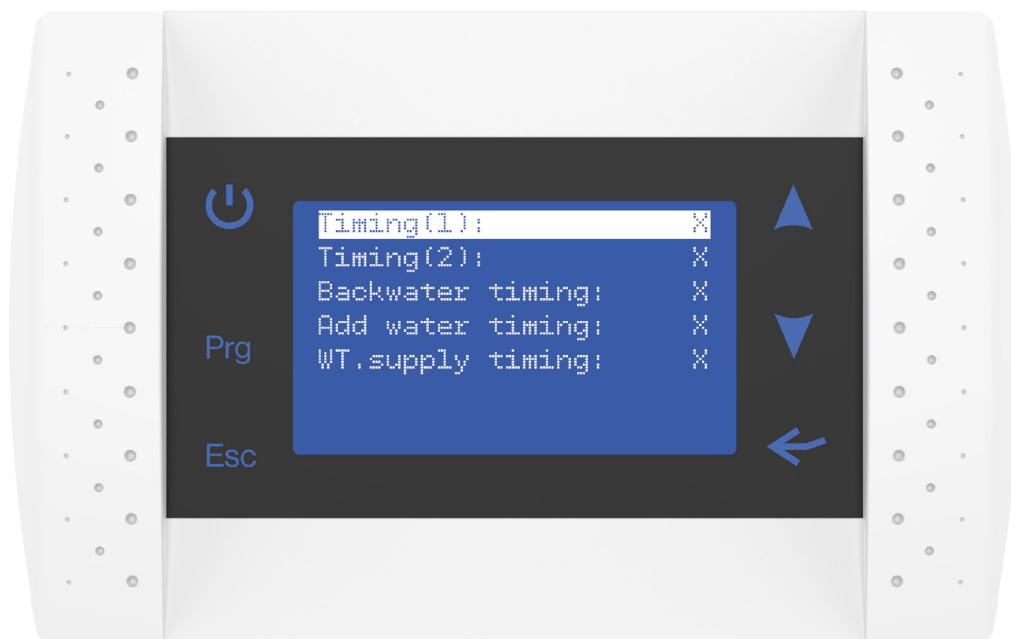 Timing(1): X
Timing(2): X
Backwater timing: X
Add water timing: X
WT.supply timing: X
Prg
Esc